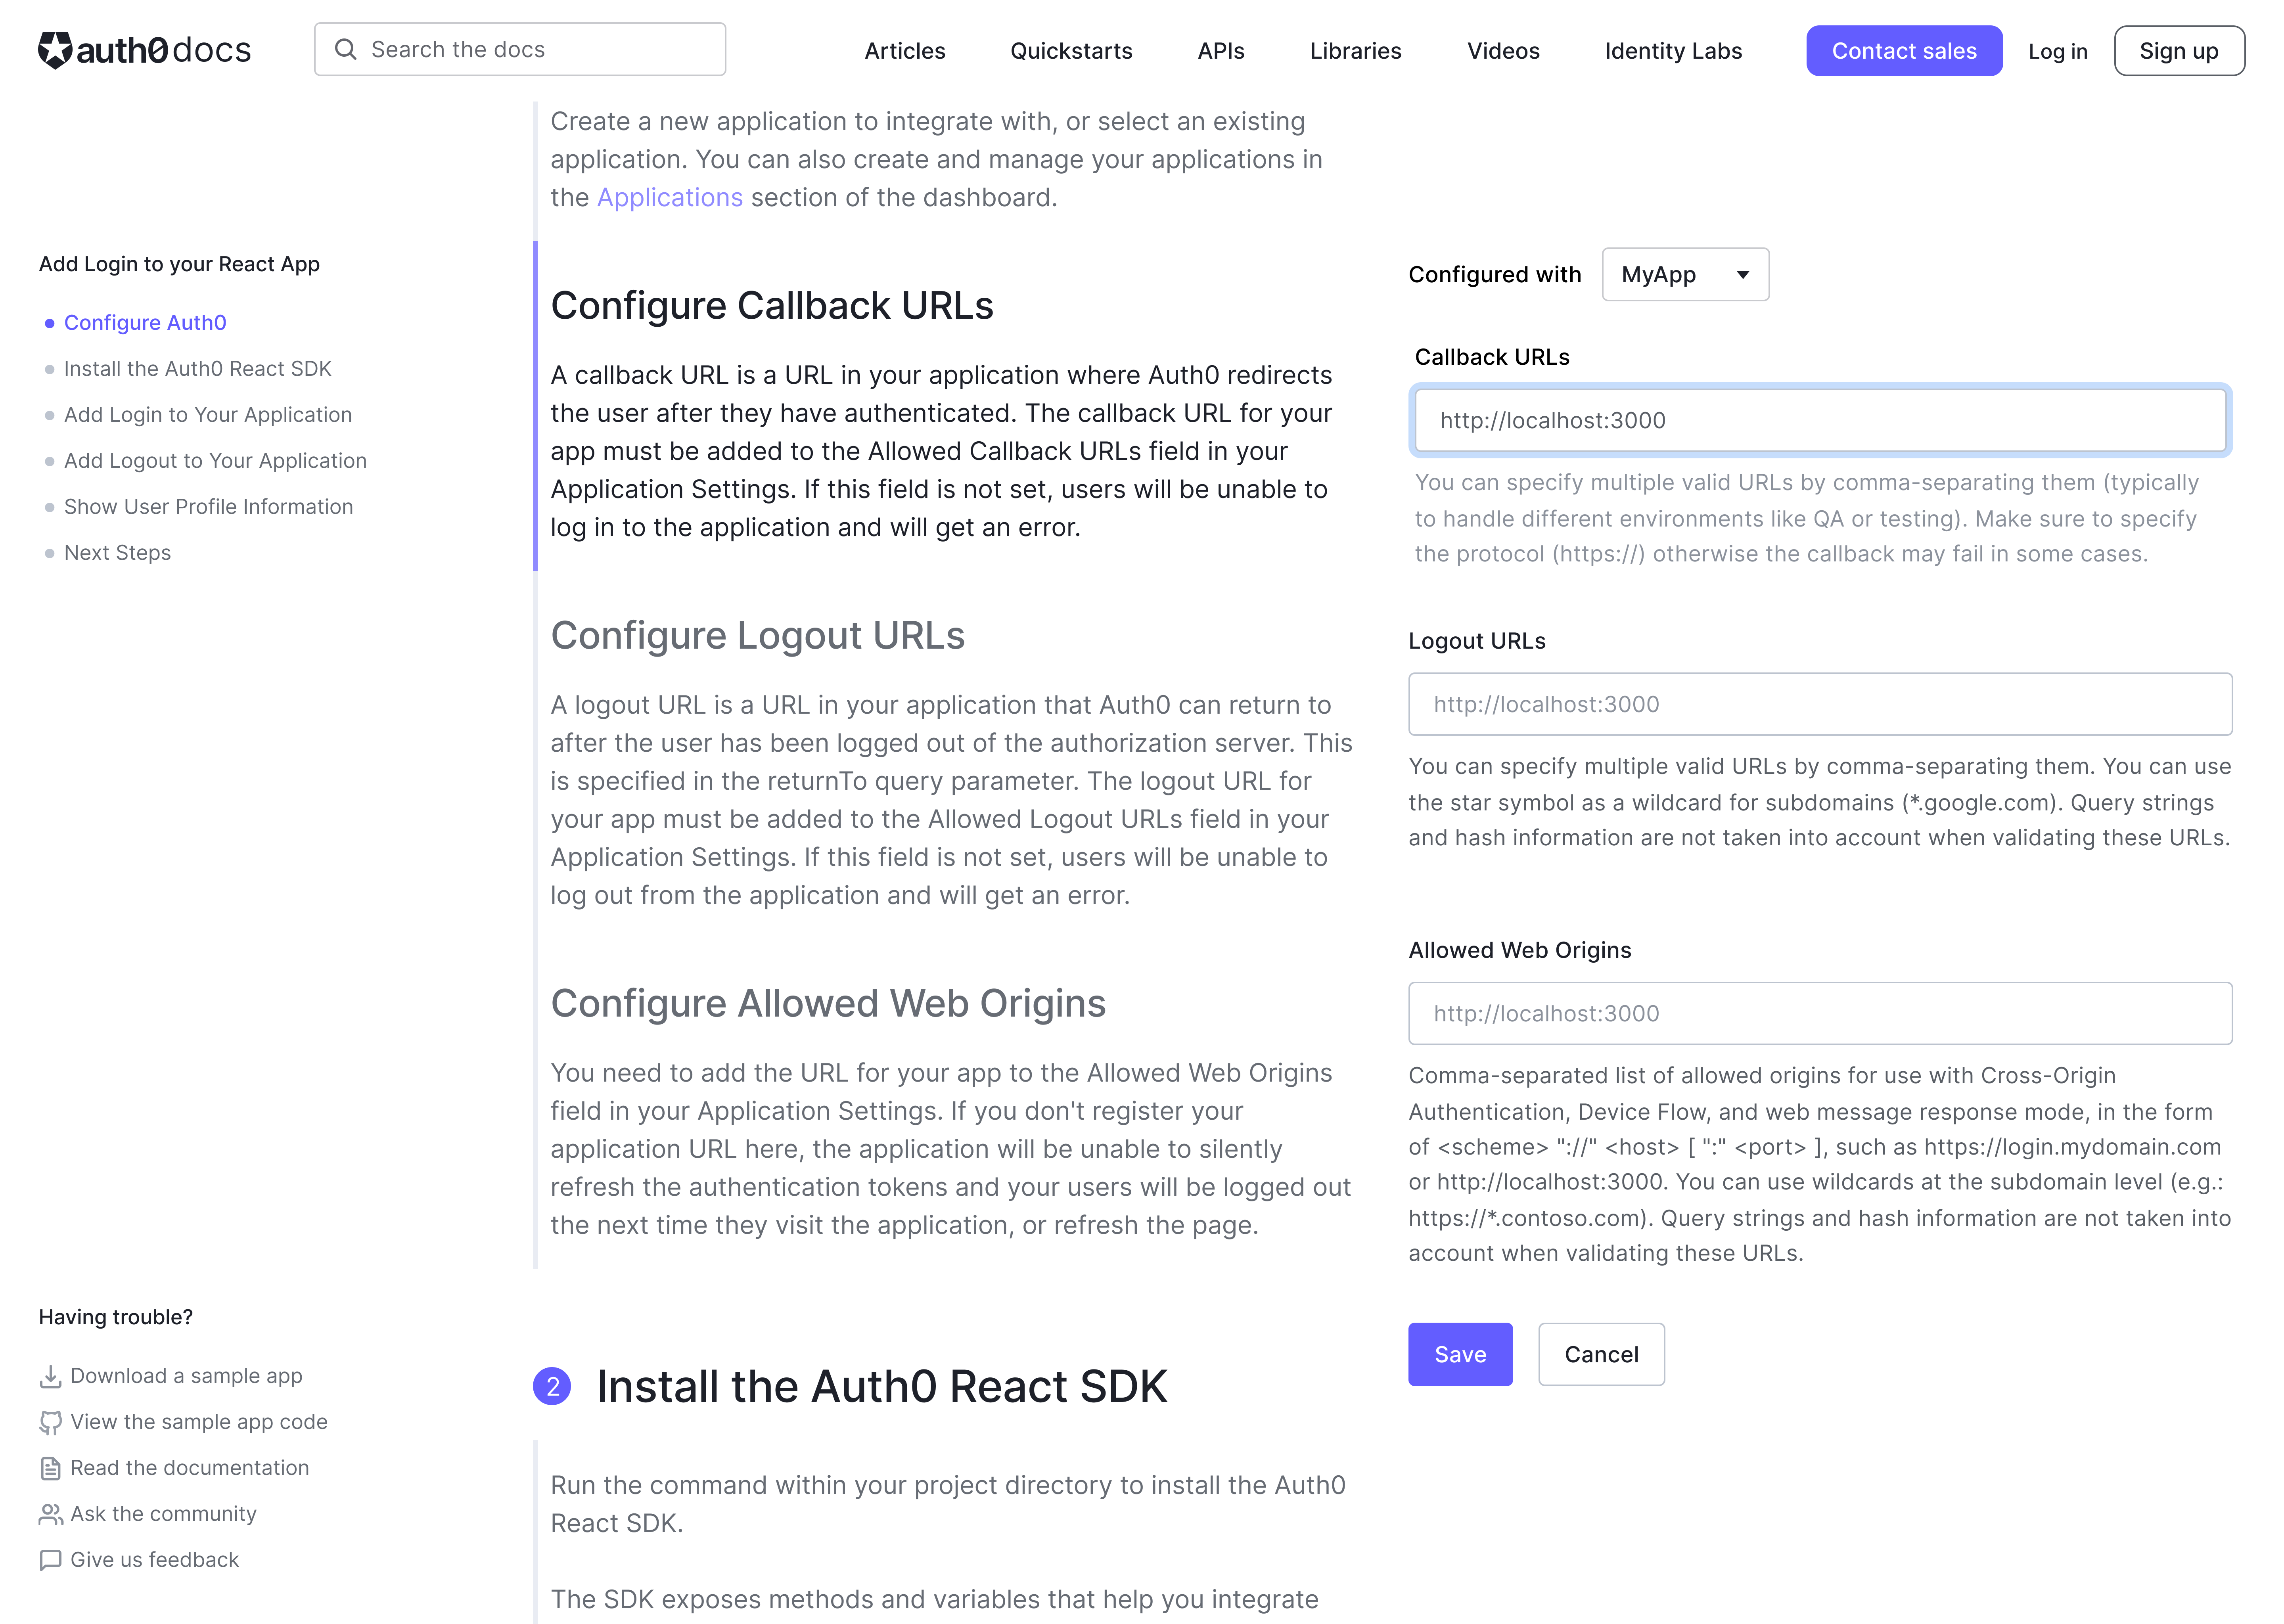 auth0 docs
Search the docs
Articles
Quickstarts
APIs
Libraries
Videos
Identity Labs
Contact sales
Log in
Sign up
Add Login to your React App
Configure Auth0
Install the Auth0 React SDK
Add Login to Your Application
Add Logout to Your Application
Show User Profile Information
Next Steps
Having trouble?
Download a sample app
View the sample app code
Read the documentation
Ask the community
Give us feedback
Create a new application to integrate with, or select an existing
application. You can also create and manage your applications in
the Applications section of the dashboard.
Configure Callback URLs
A callback URL is a URL in your application where Auth0 redirects
the user after they have authenticated. The callback URL for your
app must be added to the Allowed Callback URLs field in your
Application Settings. If this field is not set, users will be unable to
log in to the application and will get an error.
Configure Logout URLs
A logout URL is a URL in your application that Auth0 can return to
after the user has been logged out of the authorization server. This
is specified in the returnTo query parameter. The logout URL for
your app must be added to the Allowed Logout URLs field in your
Application Settings. If this field is not set, users will be unable to
log out from the application and will get an error.
Configure Allowed Web Origins
You need to add the URL for your app to the Allowed Web Origins
field in your Application Settings. If you don't register your
application URL here, the application will be unable to silently
refresh the authentication tokens and your users will be logged out
the next time they visit the application, or refresh the page.
2 Install the Auth0 React SDK
Run the command within your project directory to install the Auth0
React SDK.
The SDK exposes methods and variables that help you integrate
Configured with MyApp
Callback URLs
http://localhost:3000
You can specify multiple valid URLs by comma-separating them (typically
to handle different environments like QA or testing). Make sure to specify
the protocol (https://) otherwise the callback may fail in some cases.
Logout URLs
http://localhost:3000
You can specify multiple valid URLs by comma-separating them. You can use
the star symbol as a wildcard for subdomains (*.google.com). Query strings
and hash information are not taken into account when validating these URLs.
Allowed Web Origins
http://localhost:3000
Comma-separated list of allowed origins for use with Cross-Origin
Authentication, Device Flow, and web message response mode, in the form
of <scheme> "://" <host> [ ":" <port> ], such as https://login.mydomain.com
or http://localhost:3000. You can use wildcards at the subdomain level (e.g.:
https://*.contoso.com). Query strings and hash information are not taken into
account when validating these URLs.
Save
Cancel